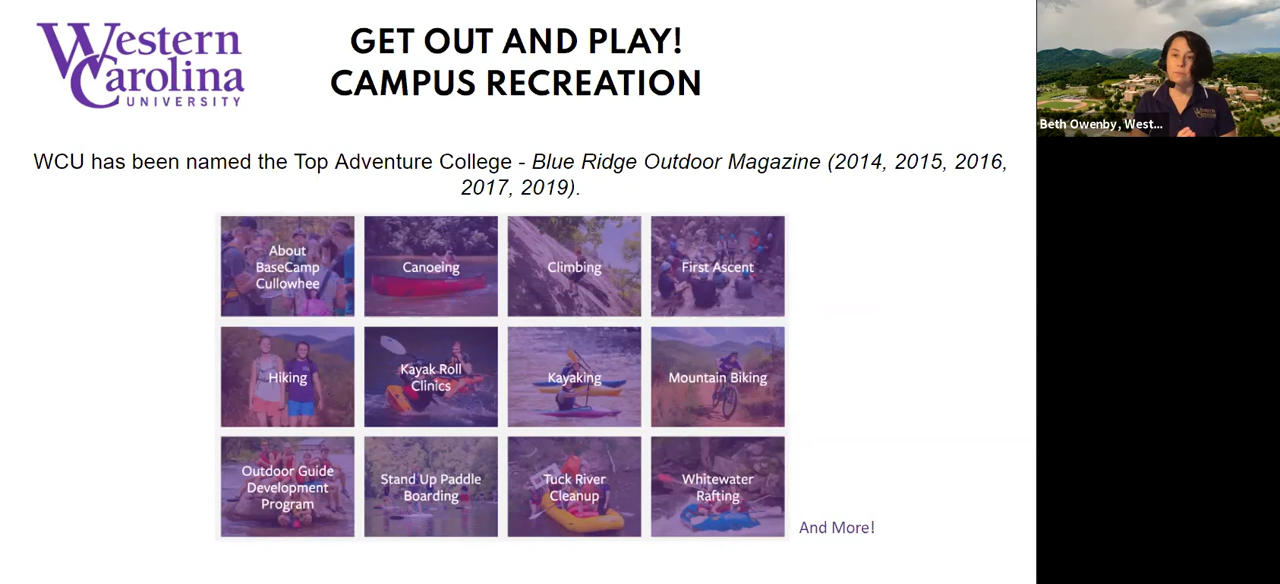 WESTERN
CAROLINA
UNIVERSITY
GET OUT AND PLAY!
CAMPUS RECREATION
Beth Owenby, West...
WCU has been named the Top Adventure College - Blue Ridge Outdoor Magazine (2014, 2015, 2016,
2017, 2019).
About
BaseCamp
Cullowhee
Canoeing
Climbing
First Ascent
Hiking
Kayak Roll
Clinics
Kayaking
Mountain Biking
Outdoor Guide
Development
Program
Stand Up Paddle
Boarding
Tuck River
Cleanup
Whitewater
Rafting
And More!